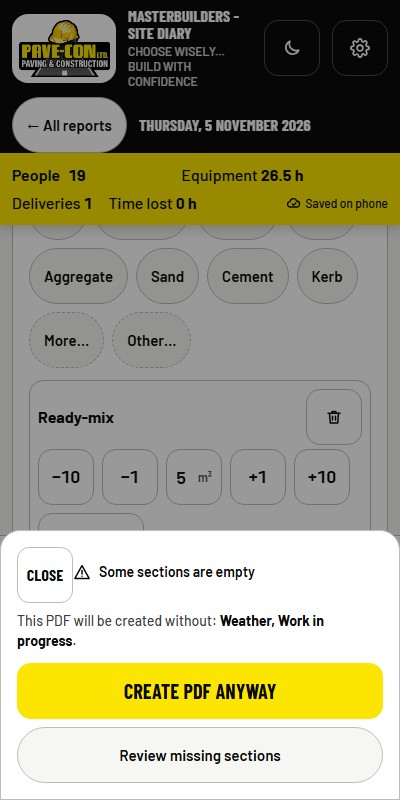 PAVE-CON LTD.
PAVING & CONSTRUCTION
MASTERBUILDERS -
SITE DIARY
CHOOSE WISELY...
BUILD WITH
CONFIDENCE
← All reports
THURSDAY, 5 NOVEMBER 2026
People 19
Equipment 26.5 h
Deliveries 1
Time lost 0 h
Saved on phone
Aggregate
Sand
Cement
Kerb
More...
Other...
Ready-mix
−10
−1
5 m³
+1
+10
CLOSE
Some sections are empty
This PDF will be created without: Weather, Work in
progress.
CREATE PDF ANYWAY
Review missing sections